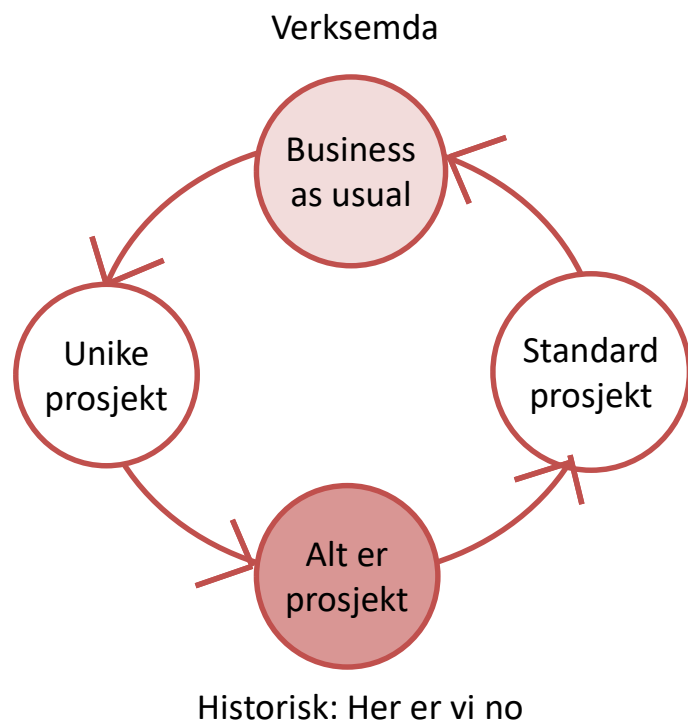 Verksemda
Business
as usual
Unike
prosjekt
Standard
prosjekt
Alt er
prosjekt
Historisk: Her er vi no